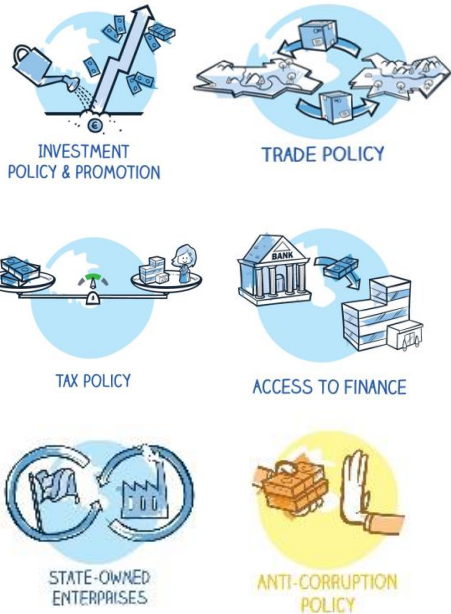 INVESTMENT
POLICY & PROMOTION
TRADE POLICY
€
TAX POLICY
BANK
ACCESS TO FINANCE
STATE-OWNED
ENTERPRISES
ANTI-CORRUPTION
POLICY